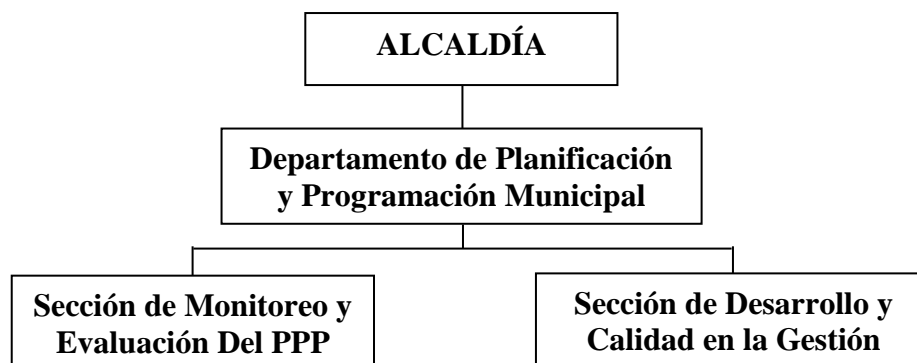 ALCALDÍA
Departamento de Planificación
y Programación Municipal
Sección de Monitoreo y
Evaluación Del PPP
Sección de Desarrollo y
Calidad en la Gestión